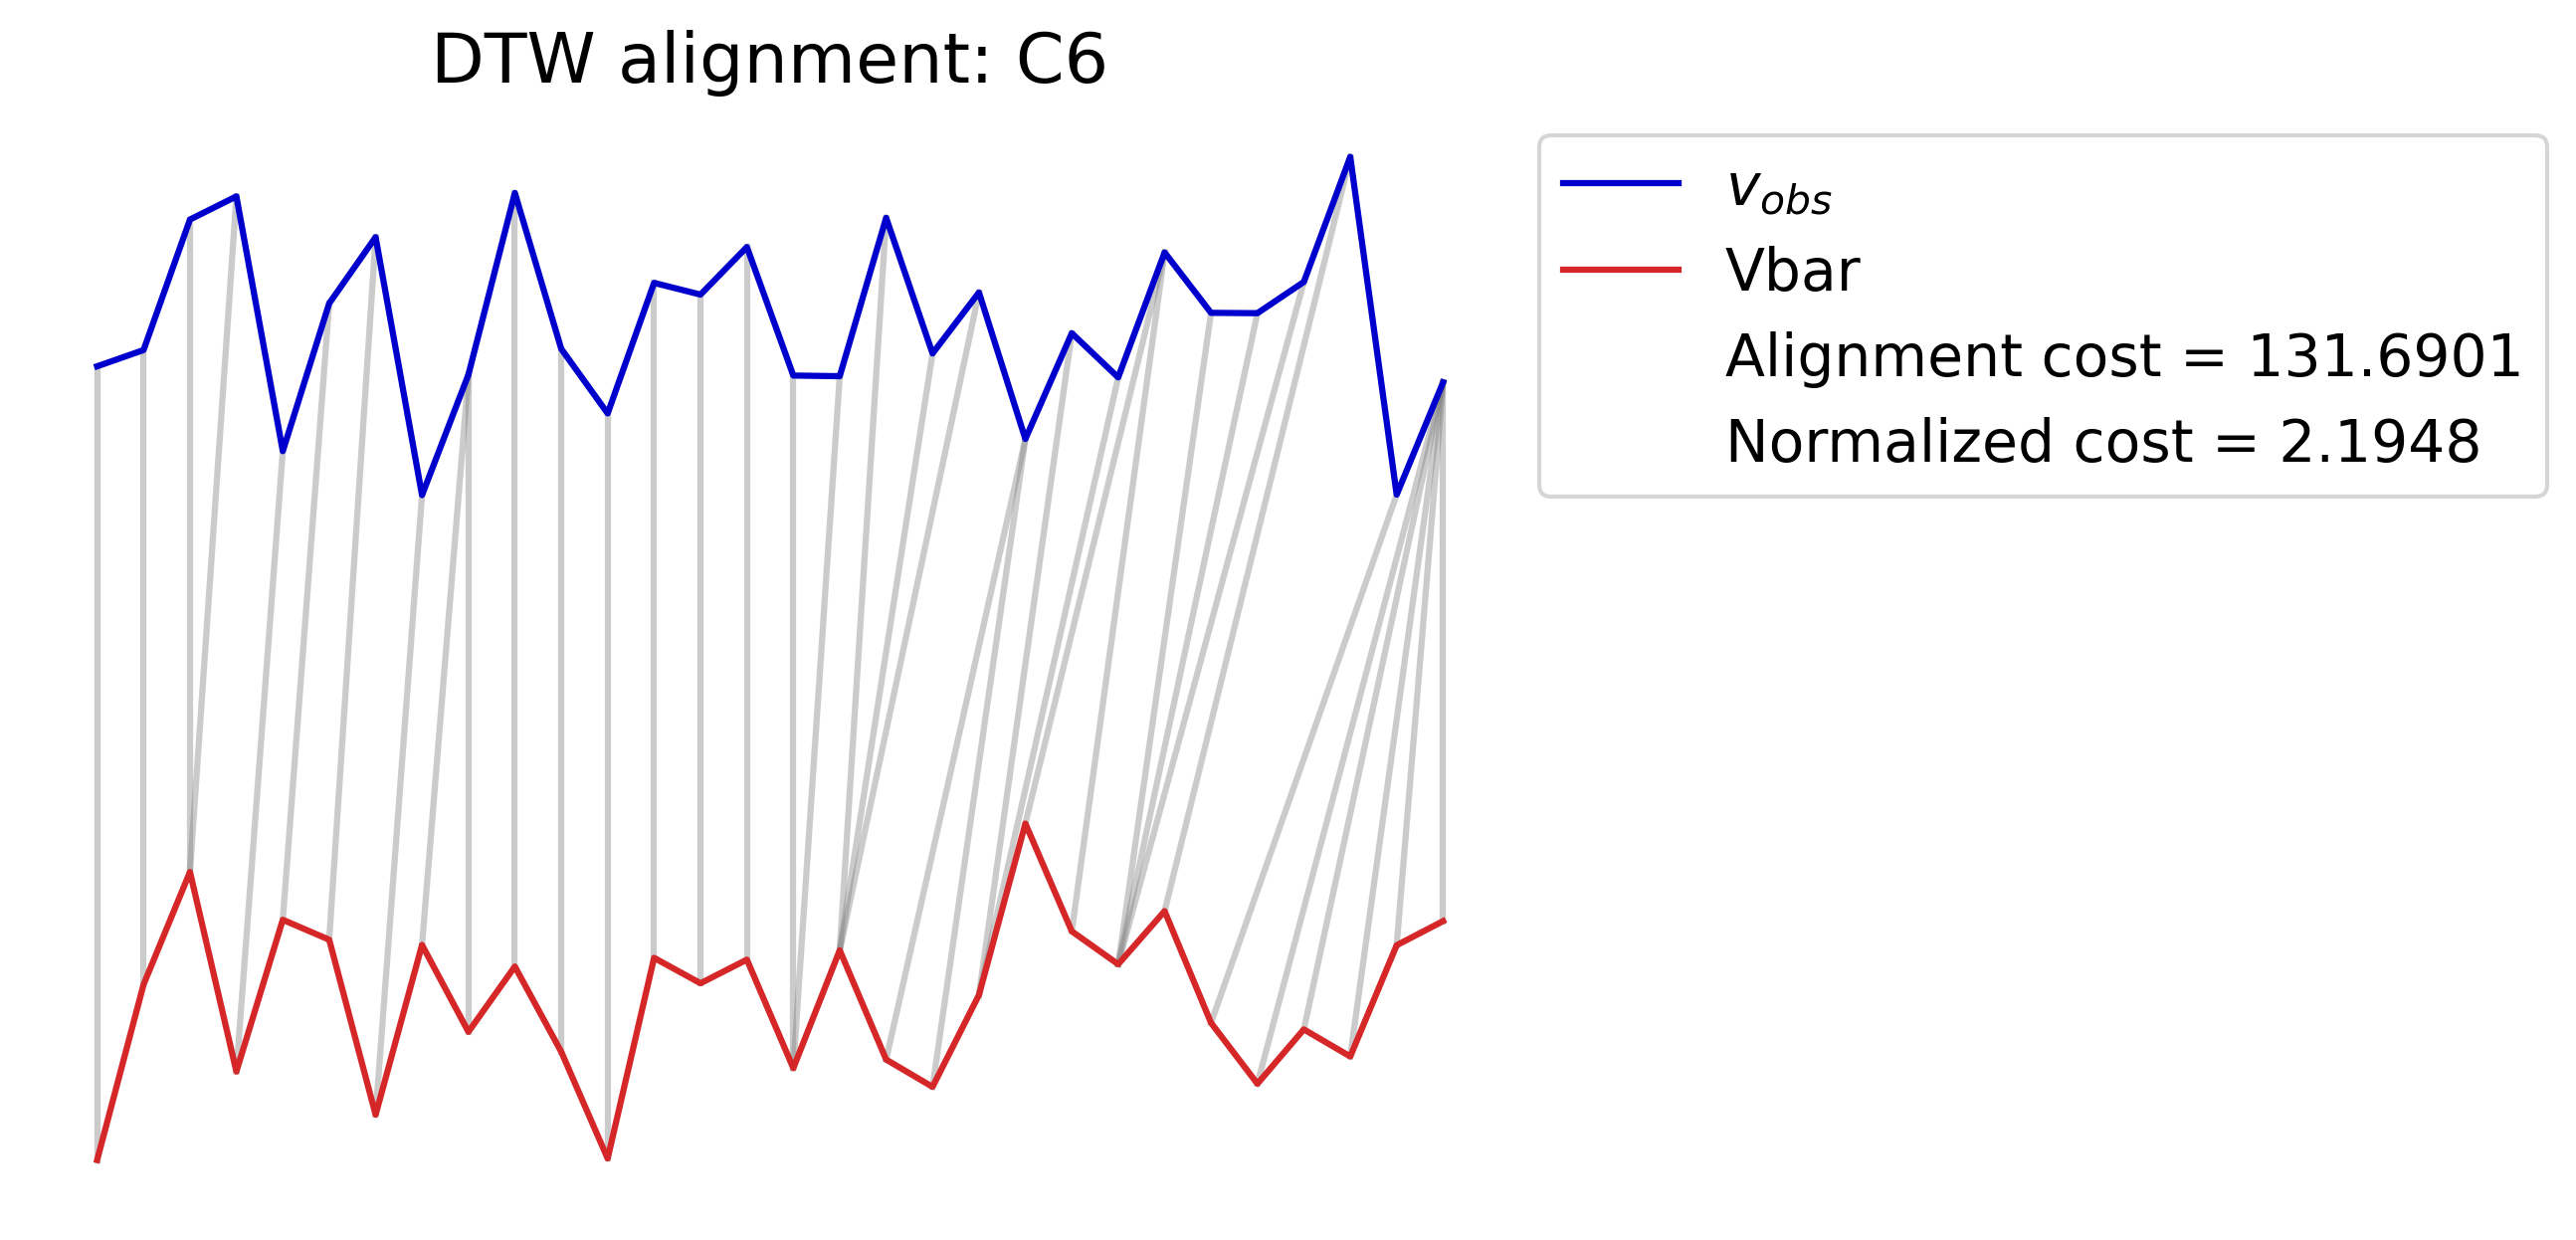 DTW alignment: C6
v_obs
Vbar
Alignment cost = 131.6901
Normalized cost = 2.1948